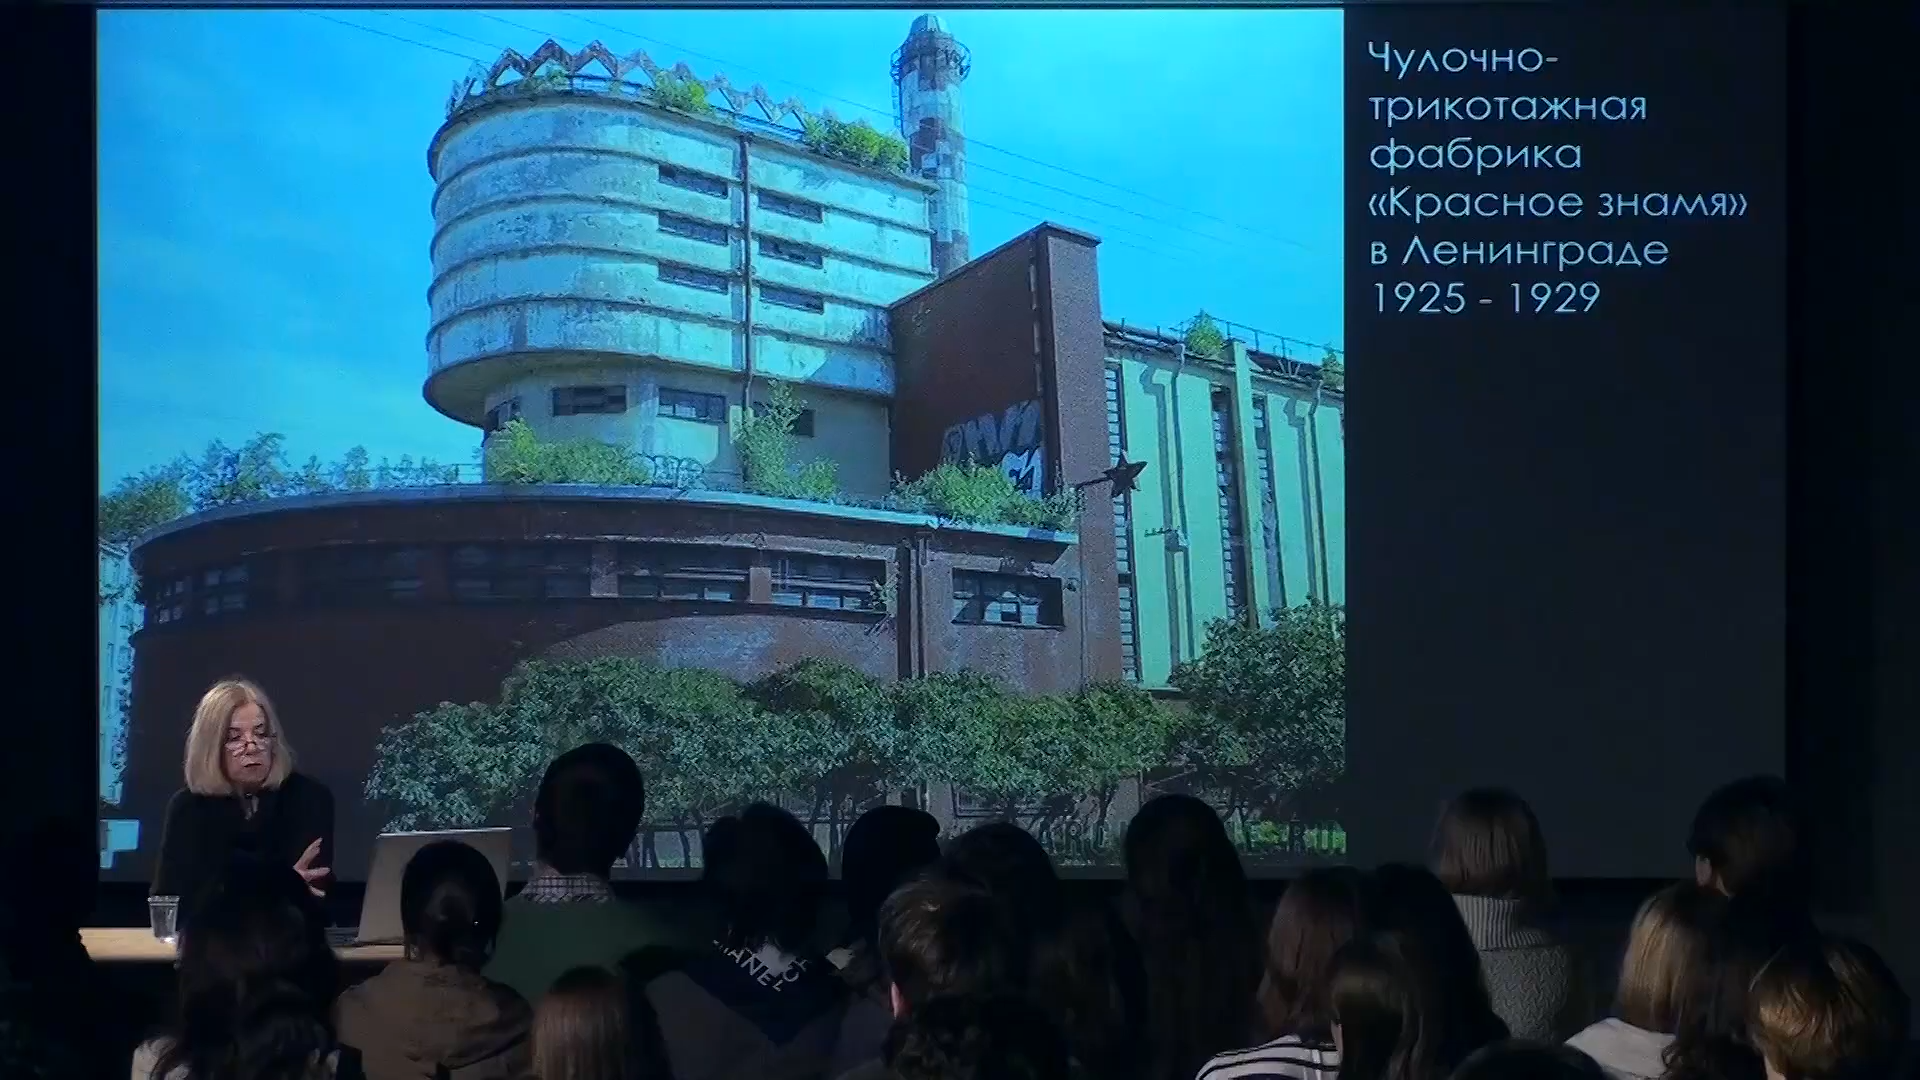 Чулочно-
трикотажная
фабрика
«Красное знамя»
в Ленинграде
1925 - 1929